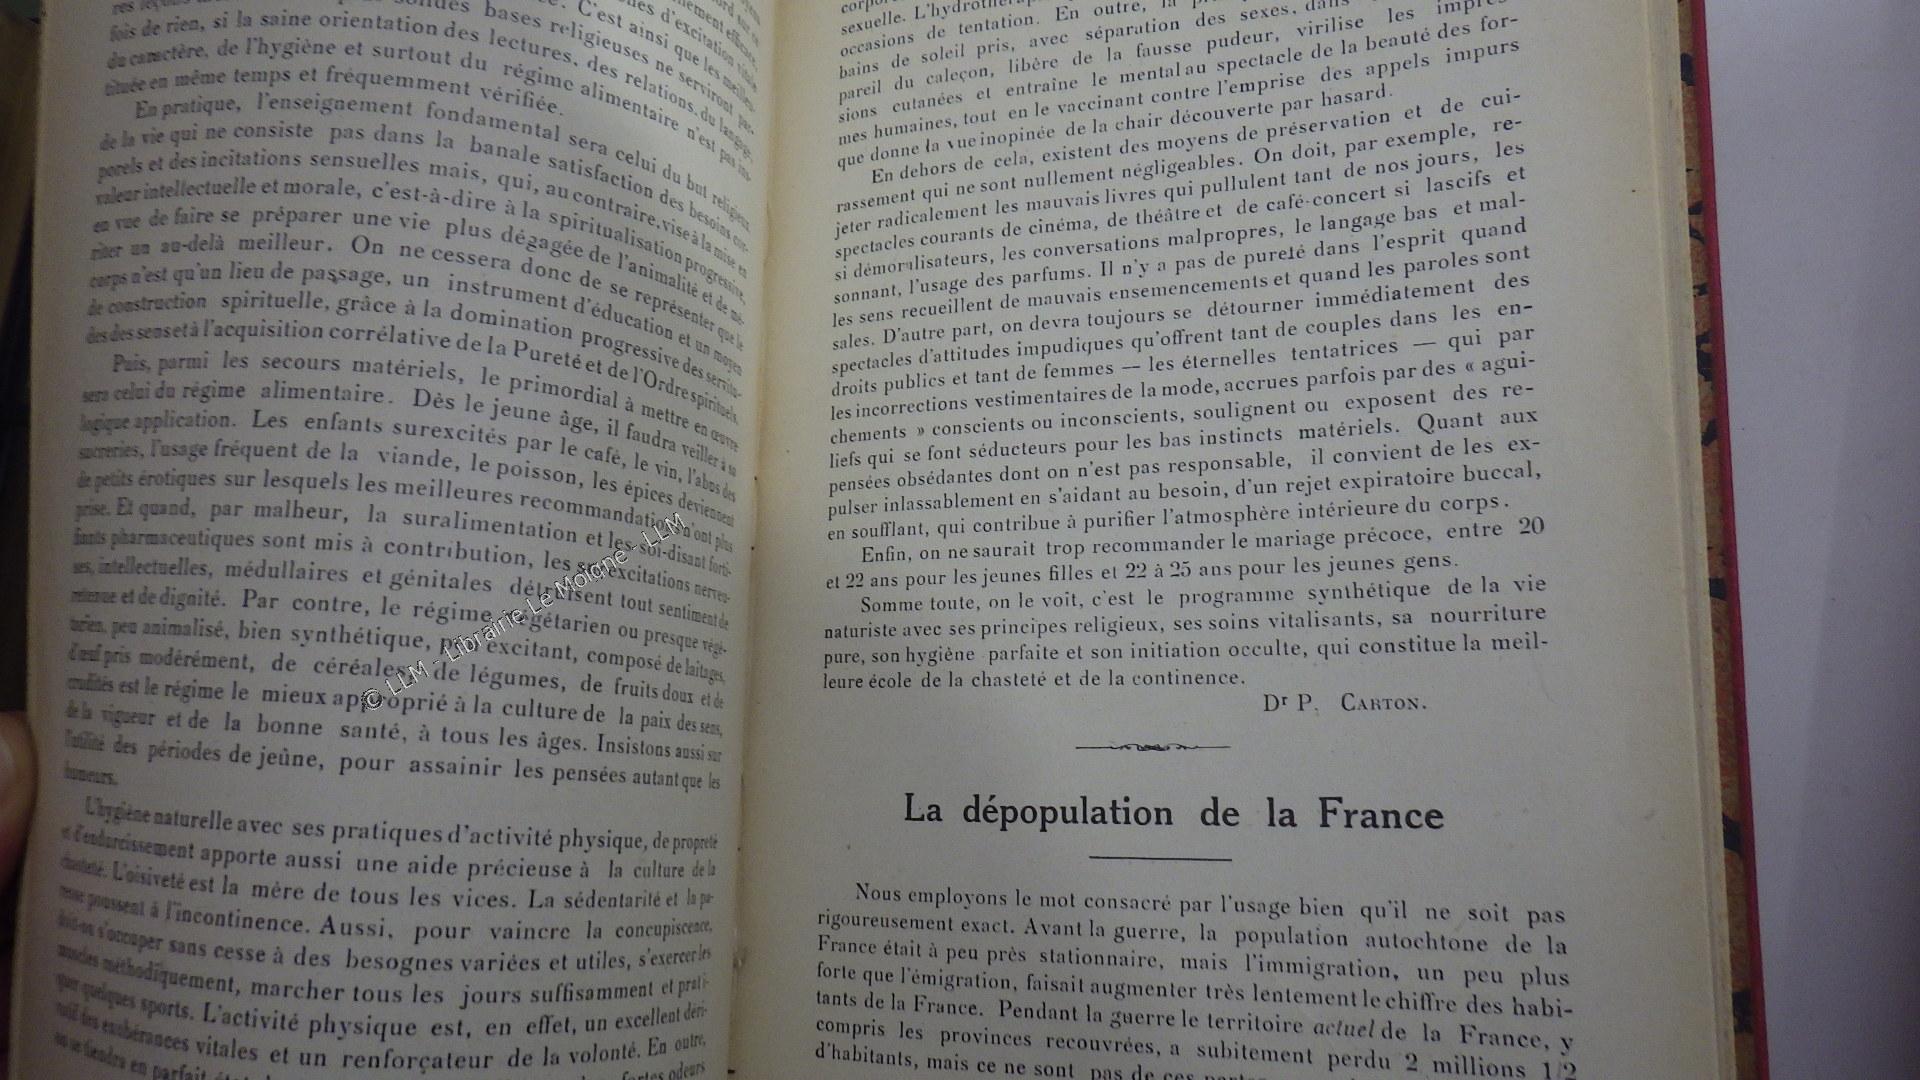 fois de rien, si la saine orientation des lectures, des relations, du langage,
du caractère, de l'hygiène et surtout du régime alimentaire n'est pas ins-
tituée en même temps et fréquemment vérifiée.
En pratique, l'enseignement fondamental sera celui du but religieux
de la vie qui ne consiste pas dans la banale satisfaction des besoins cor-
porels et des incitations sensuelles mais, qui, au contraire, vise à la mise en
valeur intellectuelle et morale, c'est-à-dire à la spiritualisation progressive,
en vue de faire se préparer une vie plus dégagée de l'animalité et de mé-
riter un au-delà meilleur. On ne cessera donc de se représenter que le
corps n'est qu'un lieu de passage, un instrument d'éducation et un moyen
de construction spirituelle, grâce à la domination progressive des servitu-
des des sens et à l'acquisition corrélative de la Pureté et de l'Ordre spirituels.
Puis, parmi les secours matériels, le primordial à mettre en œuvre
sera celui du régime alimentaire. Dès le jeune âge, il faudra veiller à sa
logique application. Les enfants surexcités par le café, le vin, l'abus des
sucreries, l'usage fréquent de la viande, le poisson, les épices deviennent
de petits érotiques sur lesquels les meilleures recommandations n'ont plus
prise. Et quand, par malheur, la suralimentation et les soi-disant forti-
fiants pharmaceutiques sont mis à contribution, les surexcitations nerveu-
ses, intellectuelles, médullaires et génitales détruisent tout sentiment de
retenue et de dignité. Par contre, le régime végétarien ou presque végé-
tarien, peu animalisé, bien synthétique, peu excitant, composé de laitages,
d'œuf pris modérément, de céréales, de légumes, de fruits doux et de
crudités est le régime le mieux approprié à la culture de la paix des sens,
de la vigueur et de la bonne santé, à tous les âges. Insistons aussi sur
l'utilité des périodes de jeûne, pour assainir les pensées autant que les
humeurs.
L'hygiène naturelle avec ses pratiques d'activité physique, de propreté
et d'endurcissement apporte aussi une aide précieuse à la culture de la
chasteté. L'oisiveté est la mère de tous les vices. La sédentarité et la pa-
resse poussent à l'incontinence. Aussi, pour vaincre la concupiscence,
doit-on s'occuper sans cesse à des besognes variées et utiles, s'exercer les
muscles méthodiquement, marcher tous les jours suffisamment et prati-
quer quelques sports. L'activité physique est, en effet, un excellent déri-
vatif des exubérances vitales et un renforçateur de la volonté. En outre,
on se tiendra en parfait fortes odeurs
© LLM - Librairie Le Moigne - LLM
sexuelle. L'hydrothérapie
occasions de tentation. En outre, la
bains de soleil pris, avec séparation des sexes, dans
pareil du caleçon, libère de la fausse pudeur, virilise les impres-
sions cutanées et entraîne le mental au spectacle de la beauté des for-
mes humaines, tout en le vaccinant contre l'emprise des appels impurs
que donne la vue inopinée de la chair découverte par hasard.
En dehors de cela, existent des moyens de préservation et de cui-
rassement qui ne sont nullement négligeables. On doit, par exemple, re-
jeter radicalement les mauvais livres qui pullulent tant de nos jours, les
spectacles courants de cinéma, de théâtre et de café-concert si lascifs et
si démoralisateurs, les conversations malpropres, le langage bas et mal-
sonnant, l'usage des parfums. Il n'y a pas de pureté dans l'esprit quand
les sens recueillent de mauvais ensemencements et quand les paroles sont
sales. D'autre part, on devra toujours se détourner immédiatement des
spectacles d'attitudes impudiques qu'offrent tant de couples dans les en-
droits publics et tant de femmes — les éternelles tentatrices — qui par
les incorrections vestimentaires de la mode, accrues parfois par des « agui-
chements » conscients ou inconscients, soulignent ou exposent des re-
liefs qui se font séducteurs pour les bas instincts matériels. Quant aux
pensées obsédantes dont on n'est pas responsable, il convient de les ex-
pulser inlassablement en s'aidant au besoin, d'un rejet expiratoire buccal,
en soufflant, qui contribue à purifier l'atmosphère intérieure du corps.
Enfin, on ne saurait trop recommander le mariage précoce, entre 20
et 22 ans pour les jeunes filles et 22 à 25 ans pour les jeunes gens.
Somme toute, on le voit, c'est le programme synthétique de la vie
naturiste avec ses principes religieux, ses soins vitalisants, sa nourriture
pure, son hygiène parfaite et son initiation occulte, qui constitue la meil-
leure école de la chasteté et de la continence.
Dr P. CARTON.
La dépopulation de la France
Nous employons le mot consacré par l'usage bien qu'il ne soit pas
rigoureusement exact. Avant la guerre, la population autochtone de la
France était à peu près stationnaire, mais l'immigration, un peu plus
forte que l'émigration, faisait augmenter très lentement le chiffre des habi-
tants de la France. Pendant la guerre le territoire actuel de la France, y
compris les provinces recouvrées, a subitement perdu 2 millions 1/2
d'habitants, mais ce ne sont pas de ces